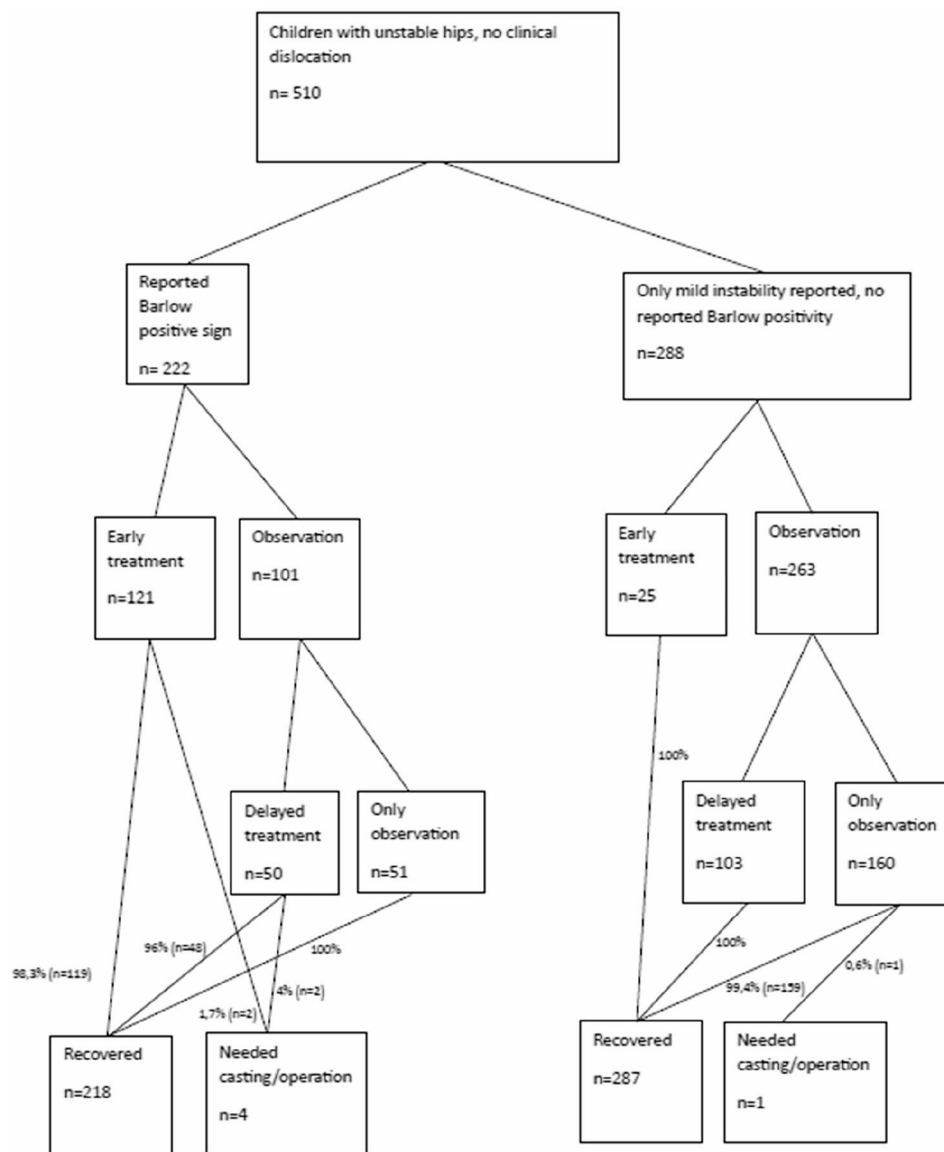 Children with unstable hips, no clinical
dislocation
n= 510
Reported
Barlow
positive sign
n= 222
Only mild instability reported, no
reported Barlow positivity
n=288
Early
treatment
n=121
Observation
n=101
Early
treatment
n=25
Observation
n=263
100%
Delayed
treatment
n=50
Only
observation
n=51
Delayed
treatment
n=103
Only
observation
n=160
98,3% (n=119)
96% (n=48)
100%
4% (n=2)
1,7% (n=2)
100%
0,6% (n=1)
99,4% (n=159)
Recovered
n=218
Needed
casting/operation
n=4
Recovered
n=287
Needed
casting/operation
n=1